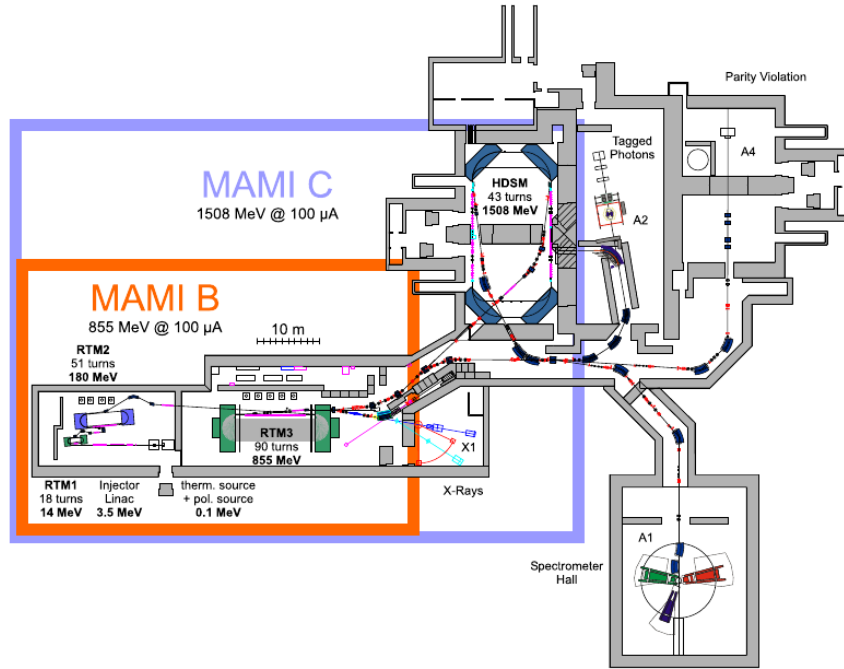 Parity Violation
Tagged
Photons
A4
A2
HDSM
43 turns
1508 MeV
MAMI C
1508 MeV @ 100 µA
MAMI B
855 MeV @ 100 µA
10 m
RTM2
51 turns
180 MeV
RTM3
90 turns
855 MeV
X1
X-Rays
RTM1
18 turns
14 MeV
Injector
Linac
3.5 MeV
therm. source
+ pol. source
0.1 MeV
A1
Spectrometer
Hall